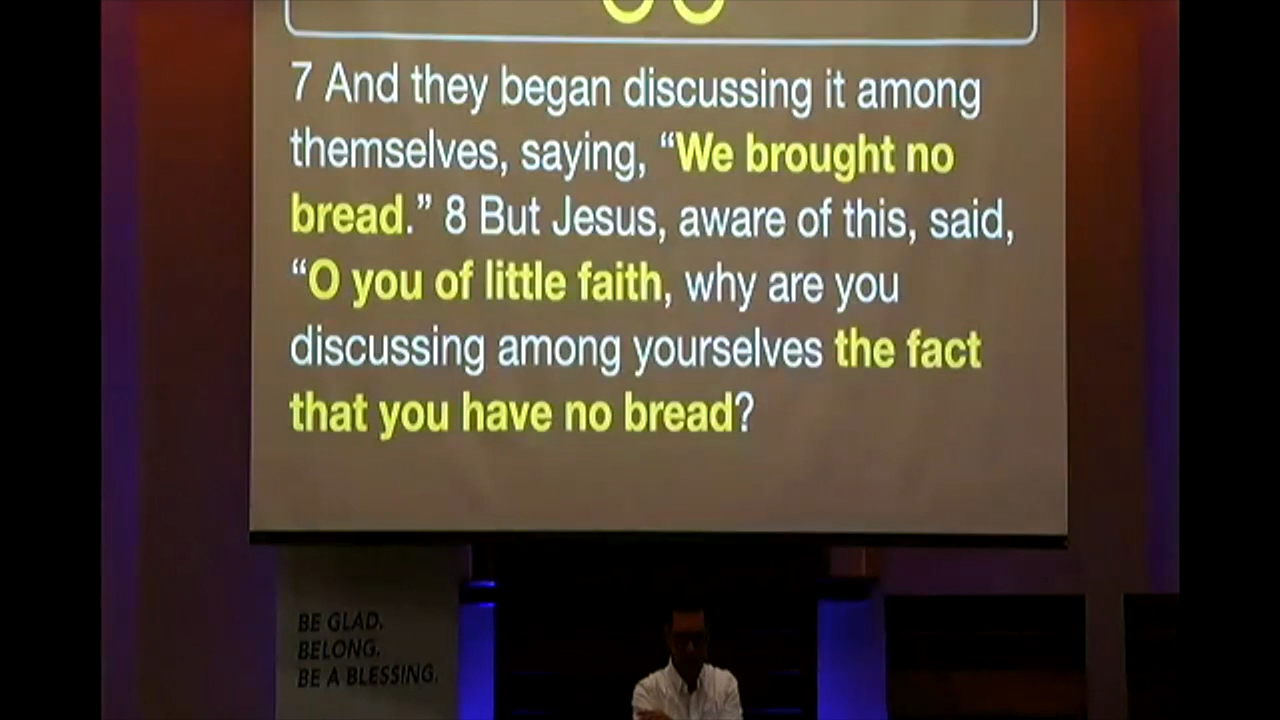 7 And they began discussing it among
themselves, saying, “We brought no
bread.” 8 But Jesus, aware of this, said,
“O you of little faith, why are you
discussing among yourselves the fact
that you have no bread?
BE GLAD.
BELONG.
BE A BLESSING.